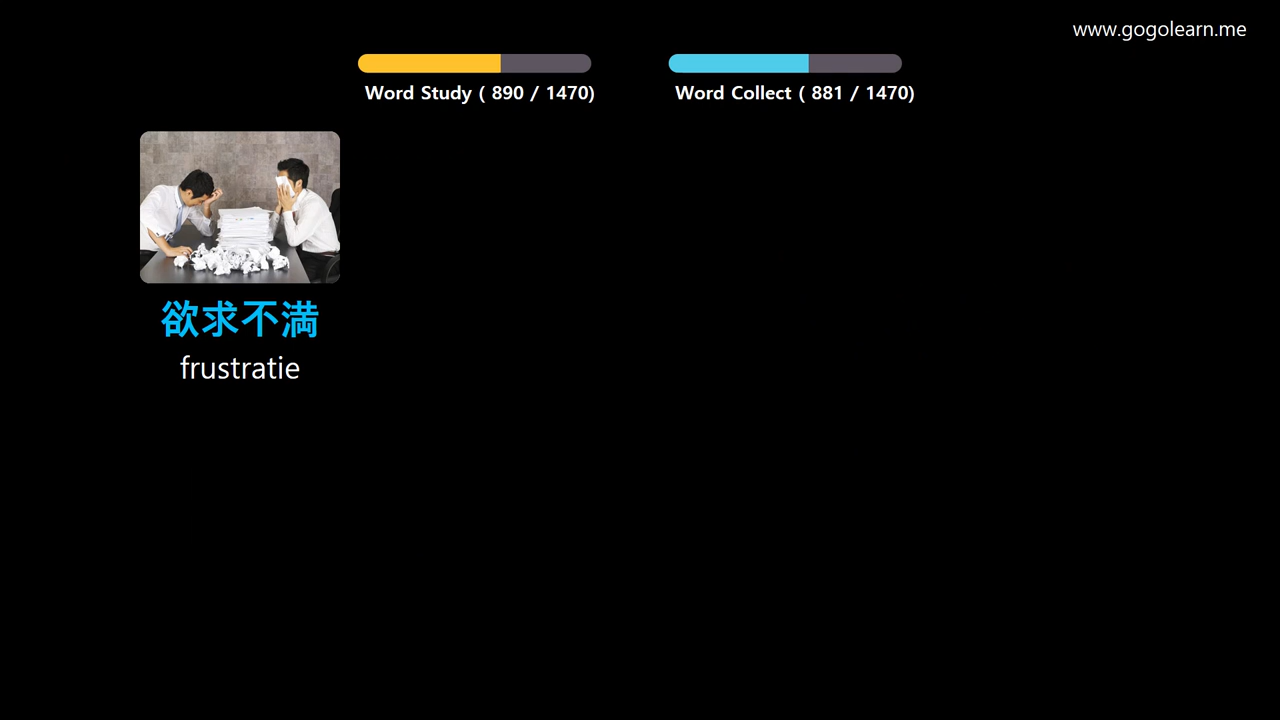 www.gogolearn.me
Word Study ( 890 / 1470)
Word Collect ( 881 / 1470)
欲求不満
frustratie